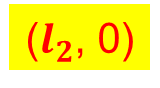 (l₂, 0)